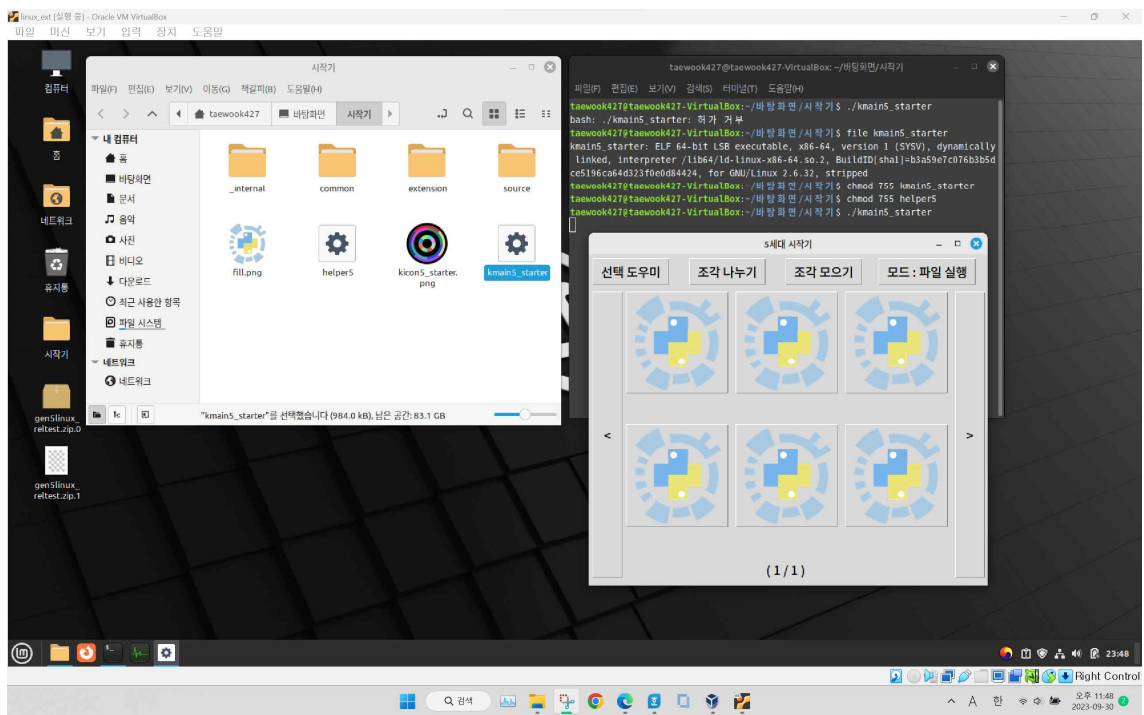 linux_ext [실행 중] - Oracle VM VirtualBox
파일 머신 보기 입력 장치 도움말
컴퓨터
홈
네트워크
휴지통
시작기
gen5linux_
reltest.zip.0
gen5linux_
reltest.zip.1
시작기
파일(F) 편집(E) 보기(V) 이동(G) 책갈피(B) 도움말(H)
taewook427 바탕화면 시작기
내 컴퓨터
홈
바탕화면
문서
음악
사진
비디오
다운로드
최근 사용한 항목
파일 시스템
휴지통
네트워크
네트워크
_internal common extension source
fill.png helper5 kicon5_starter. kmain5_starter
png
"kmain5_starter"를 선택했습니다 (984.0 kB), 남은 공간: 83.1 GB
taewook427@taewook427-VirtualBox: ~/바탕화면/시작기
파일(F) 편집(E) 보기(V) 검색(S) 터미널(T) 도움말(H)
taewook427@taewook427-VirtualBox:~/바탕화면/시작기$ ./kmain5_starter
bash: ./kmain5_starter: 허가 거부
taewook427@taewook427-VirtualBox:~/바탕화면/시작기$ file kmain5_starter
kmain5_starter: ELF 64-bit LSB executable, x86-64, version 1 (SYSV), dynamically
linked, interpreter /lib64/ld-linux-x86-64.so.2, BuildID[sha1]=b3a59e7c076b3b5d
ce5196ca64d323f0e0d84424, for GNU/Linux 2.6.32, stripped
taewook427@taewook427-VirtualBox:~/바탕화면/시작기$ chmod 755 kmain5_starter
taewook427@taewook427-VirtualBox:~/바탕화면/시작기$ chmod 755 helper5
taewook427@taewook427-VirtualBox:~/바탕화면/시작기$ ./kmain5_starter
5세대 시작기
선택 도우미 조각 나누기 조각 모으기 모드 : 파일 실행
< >
(1/1)
23:48
Right Control
검색
A 한 오후 11:48
2023-09-30 2